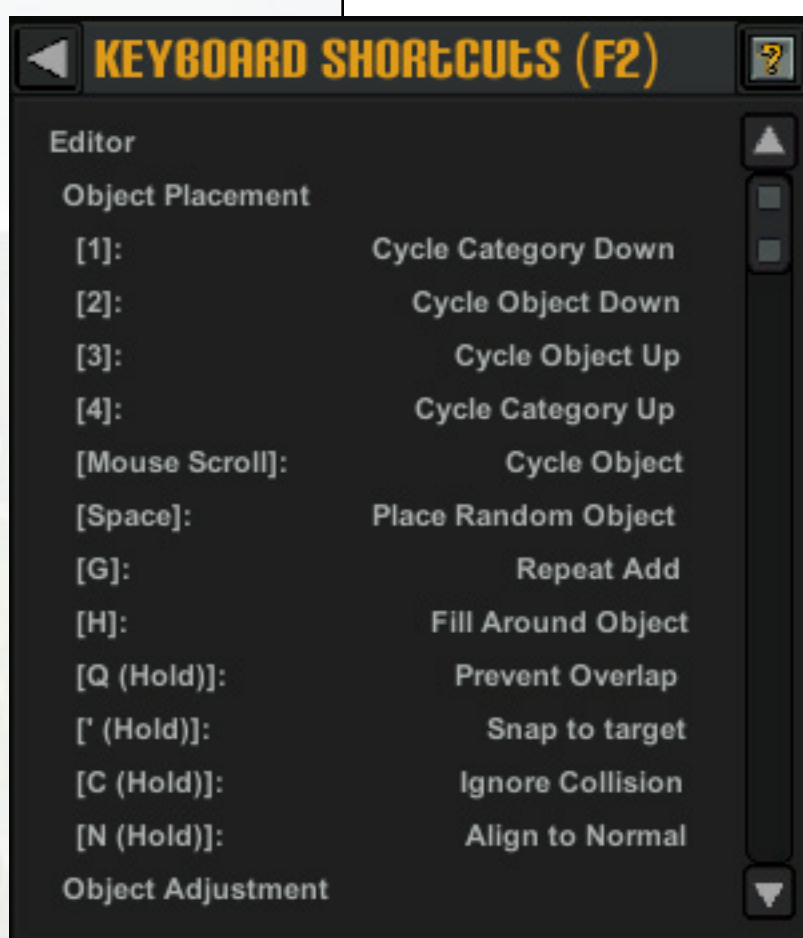 KEYBOARD SHORtCUtS (F2)
?
Editor
Object Placement
[1]: Cycle Category Down
[2]: Cycle Object Down
[3]: Cycle Object Up
[4]: Cycle Category Up
[Mouse Scroll]: Cycle Object
[Space]: Place Random Object
[G]: Repeat Add
[H]: Fill Around Object
[Q (Hold)]: Prevent Overlap
[' (Hold)]: Snap to target
[C (Hold)]: Ignore Collision
[N (Hold)]: Align to Normal
Object Adjustment